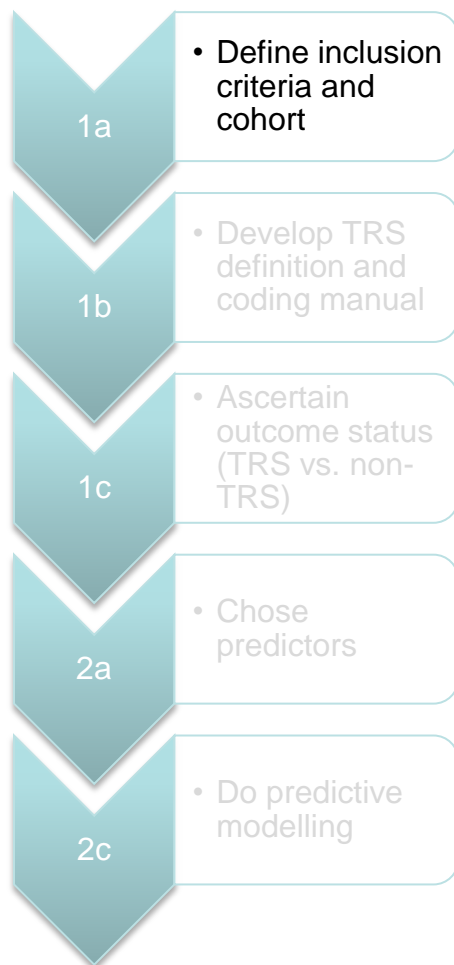 1a
• Define inclusion
criteria and
cohort
1b
• Develop TRS
definition and
coding manual
1c
• Ascertain
outcome status
(TRS vs. non-
TRS)
2a
• Chose
predictors
2c
• Do predictive
modelling